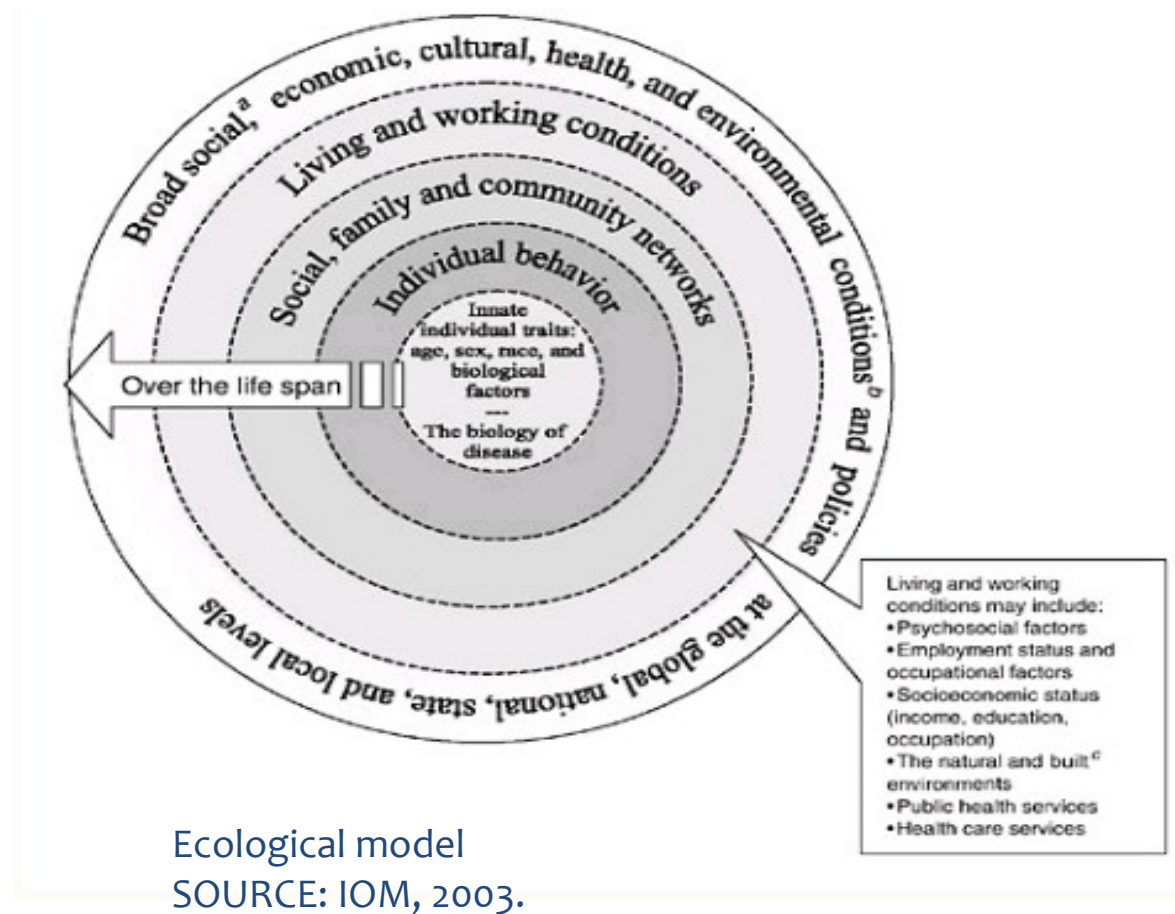 Broad social,a economic, cultural, health, and environmental conditionsb and policies
at the global, national, state, and local levels
Living and working conditions
Social, family and community networks
Individual behavior
Innate
individual traits:
age, sex, race, and
biological
factors
---
The biology of
disease
Over the life span
Living and working
conditions may include:
•Psychosocial factors
•Employment status and
occupational factors
•Socioeconomic status
(income, education,
occupation)
•The natural and builtc
environments
•Public health services
•Health care services
Ecological model
SOURCE: IOM, 2003.